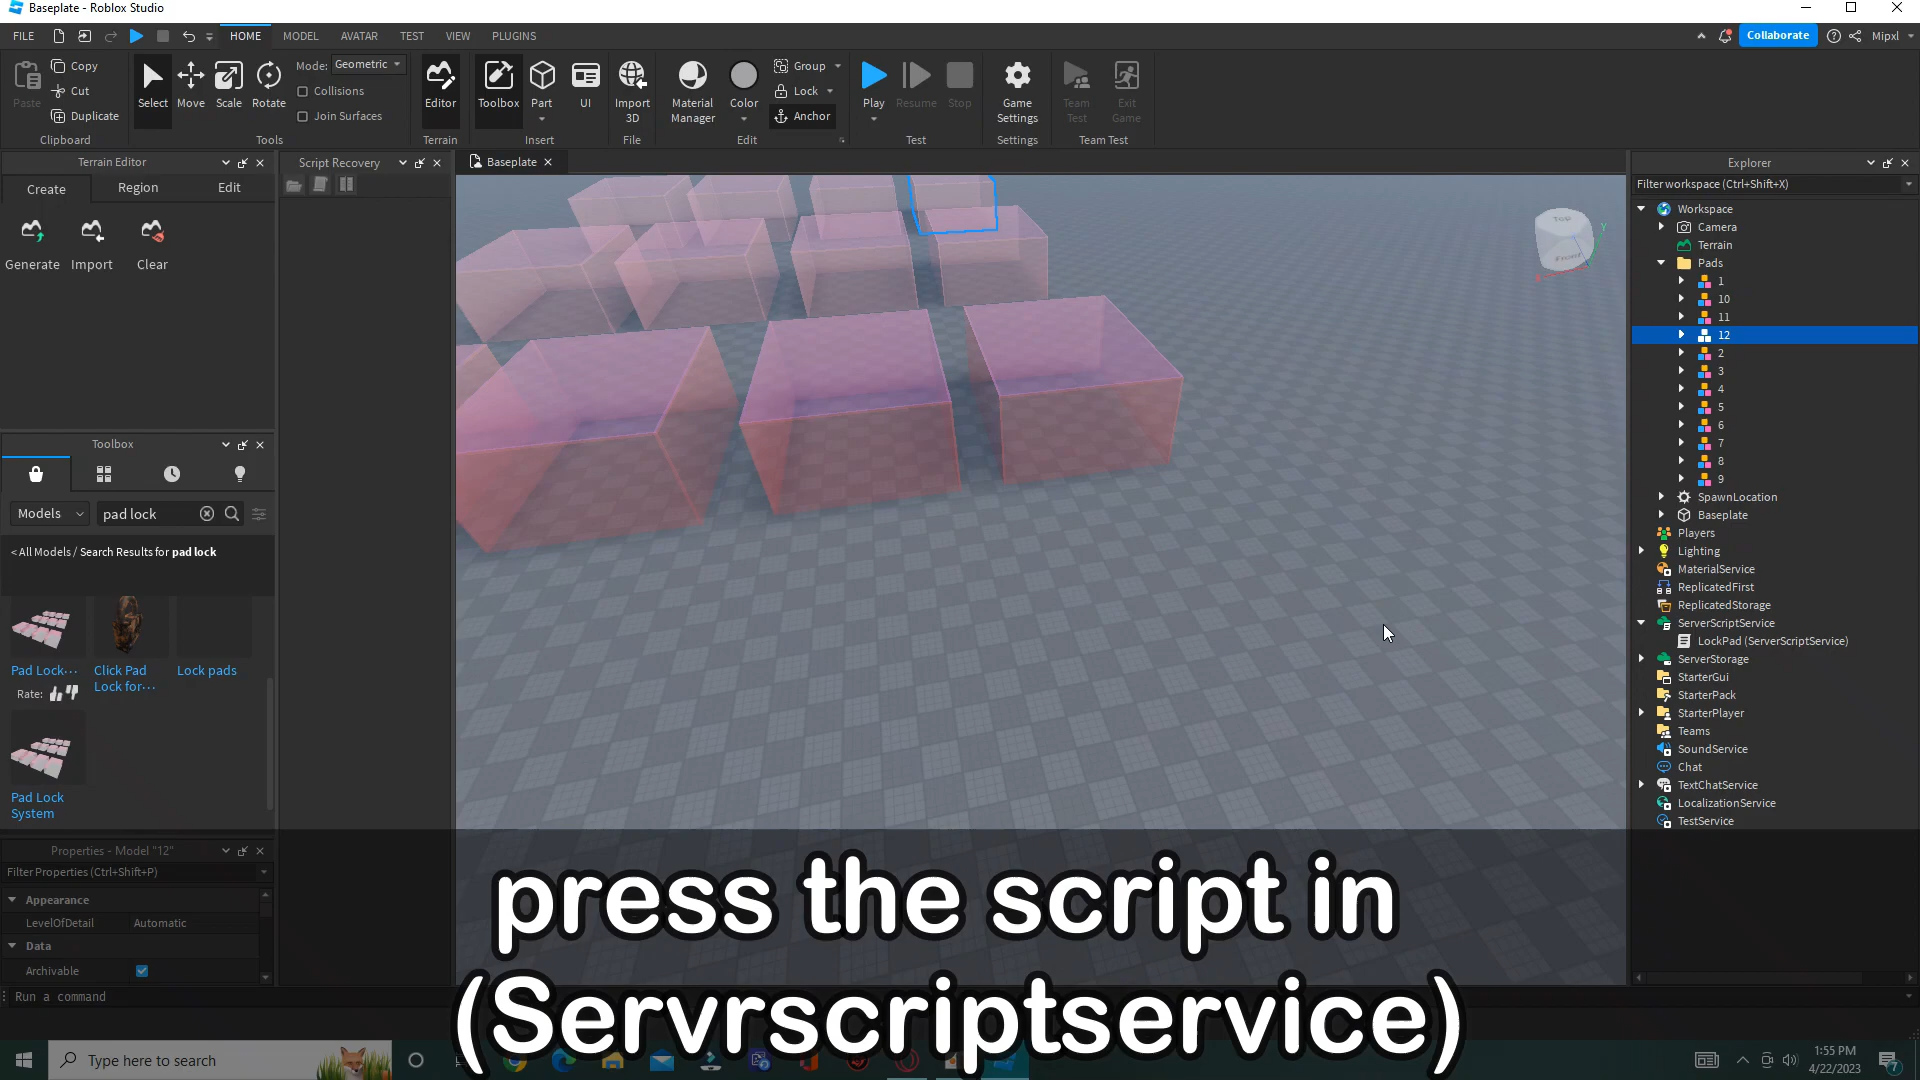 Baseplate - Roblox Studio
FILE HOME MODEL AVATAR TEST VIEW PLUGINS Collaborate Mipxl
Paste Copy Cut Duplicate Clipboard
Select Move Scale Rotate Mode: Geometric Collisions Join Surfaces Tools
Editor Terrain
Toolbox Part UI Insert
Import 3D File
Material Manager Color Group Lock Anchor Edit
Play Resume Stop Test
Game Settings Settings
Team Test Exit Game Team Test
Terrain Editor
Create Region Edit
Generate Import Clear
Script Recovery
Baseplate
Toolbox
Models pad lock
< All Models / Search Results for pad lock
Pad Lock...
Rate:
Click Pad
Lock for...
Lock pads
Pad Lock
System
Properties - Model "12"
Filter Properties (Ctrl+Shift+P)
Appearance
LevelOfDetail Automatic
Data
Archivable
Run a command
Top
Y
Explorer
Filter workspace (Ctrl+Shift+X)
Workspace
Camera
Terrain
Pads
1
10
11
12
2
3
4
5
6
7
8
9
SpawnLocation
Baseplate
Players
Lighting
MaterialService
ReplicatedFirst
ReplicatedStorage
ServerScriptService
LockPad (ServerScriptService)
ServerStorage
StarterGui
StarterPack
StarterPlayer
Teams
SoundService
Chat
TextChatService
LocalizationService
TestService
press the script in
(Servrscriptservice)
Type here to search
1:55 PM
4/22/2023
7